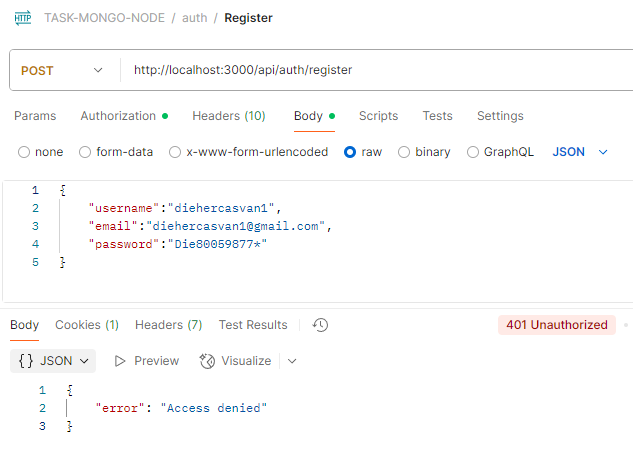 HTTP TASK-MONGO-NODE / auth / Register
POST http://localhost:3000/api/auth/register
Params Authorization Headers (10) Body Scripts Tests Settings
none form-data x-www-form-urlencoded raw binary GraphQL JSON
1 {
2 "username":"diehercasvan1",
3 "email":"diehercasvan1@gmail.com",
4 "password":"Die80059877*"
5 }
Body Cookies (1) Headers (7) Test Results 401 Unauthorized
{} JSON Preview Visualize
1 {
2 "error": "Access denied"
3 }